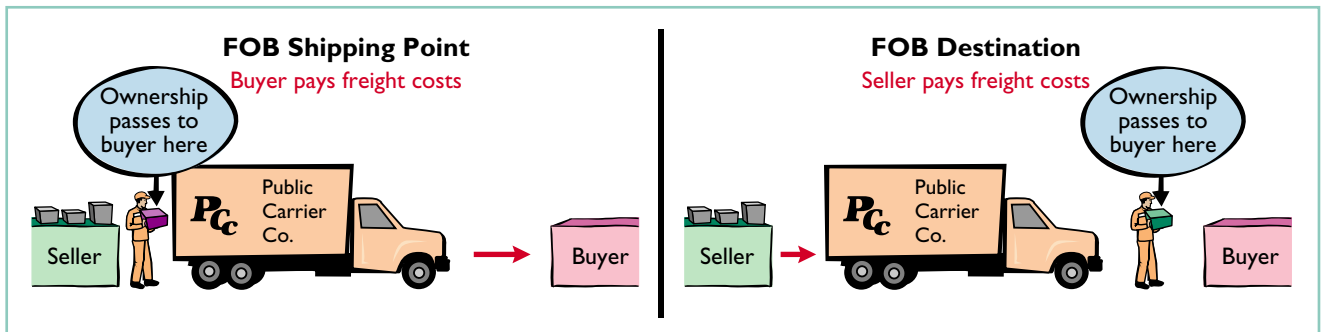 FOB Shipping Point
Buyer pays freight costs
Ownership
passes to
buyer here
PCc
Public
Carrier
Co.
Seller
Buyer
FOB Destination
Seller pays freight costs
Ownership
passes to
buyer here
PCc
Public
Carrier
Co.
Seller
Buyer